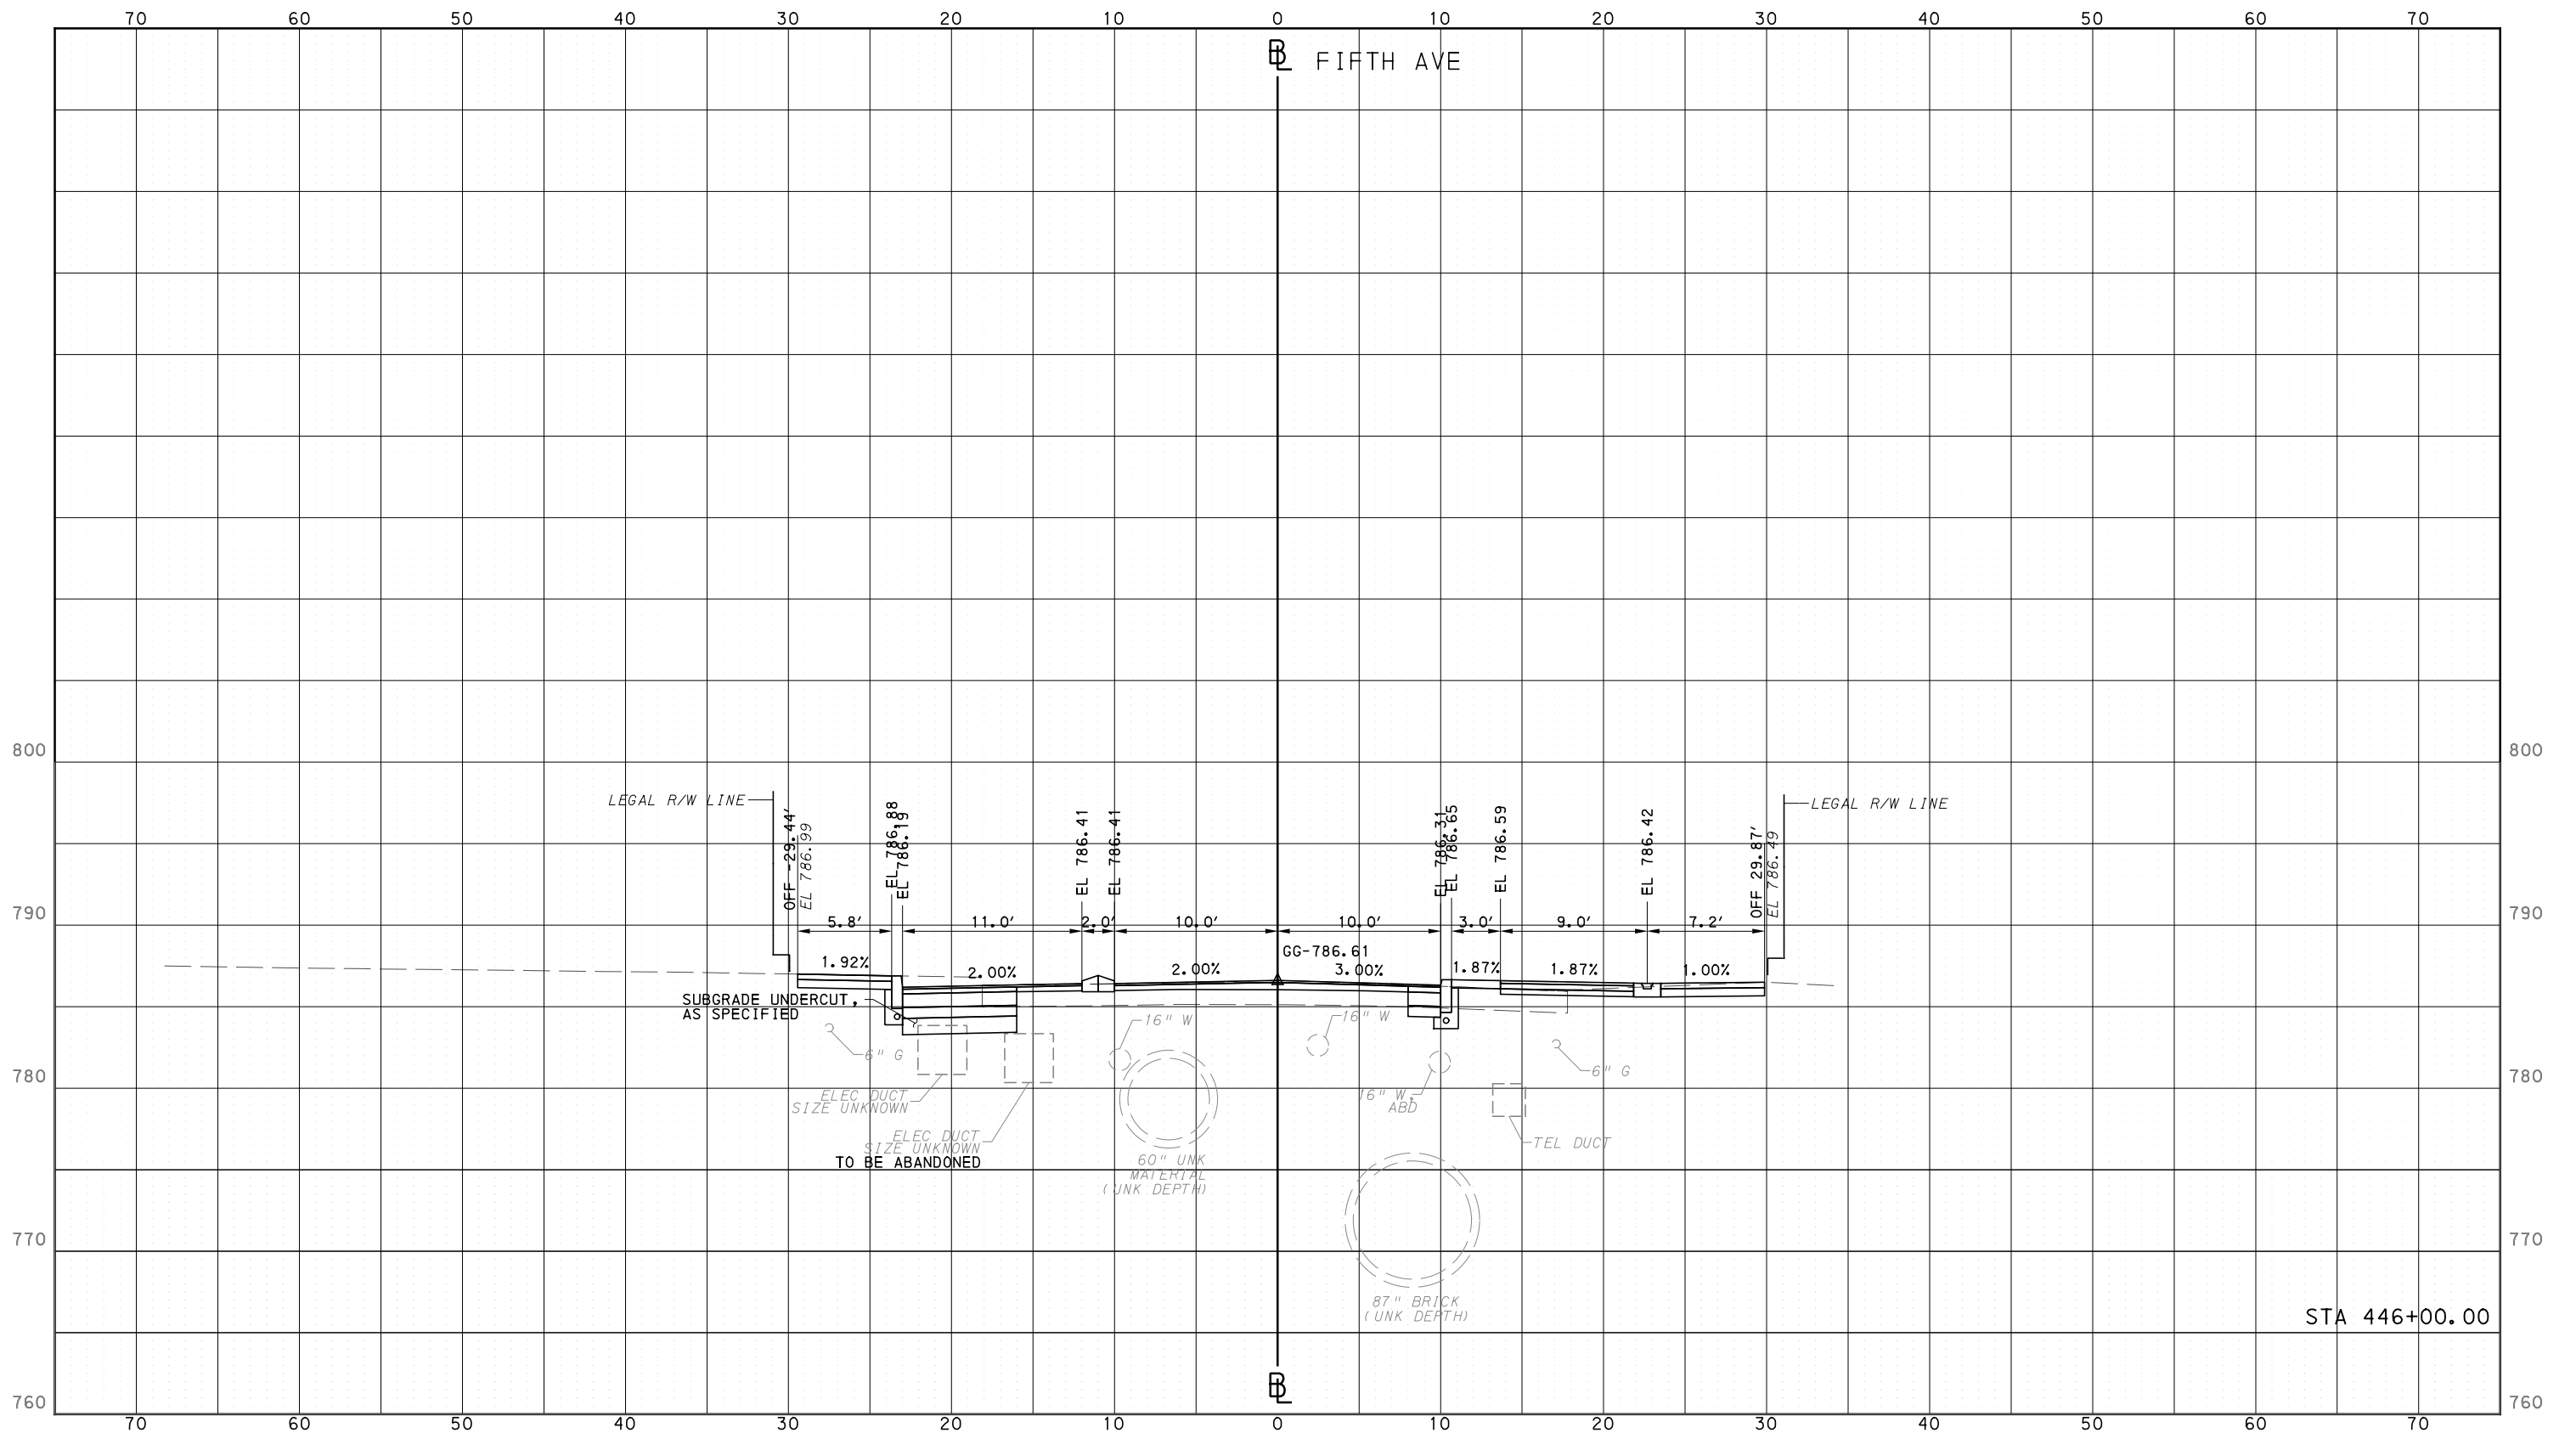 70 60 50 40 30 20 10 0 10 20 30 40 50 60 70
BL FIFTH AVE
800 800
LEGAL R/W LINE
LEGAL R/W LINE
OFF -29.44'
EL 786.99
EL 786.88
EL 786.19
EL 786.41
EL 786.41
EL 786.31
EL 786.65
EL 786.59
EL 786.42
OFF 29.87'
EL 786.49
790 790
5.8' 11.0' 2.0' 10.0' 10.0' 3.0' 9.0' 7.2'
GG-786.61
1.92% 2.00% 2.00% 3.00% 1.87% 1.87% 1.00%
SUBGRADE UNDERCUT,
AS SPECIFIED
16" W
16" W
6" G
6" G
780 780
ELEC DUCT
SIZE UNKNOWN
16" W,
ABD
ELEC DUCT
SIZE UNKNOWN
TO BE ABANDONED
TEL DUCT
60" UNK
MATERIAL
(UNK DEPTH)
770 770
87" BRICK
(UNK DEPTH)
STA 446+00.00
BL
760 760
70 60 50 40 30 20 10 0 10 20 30 40 50 60 70